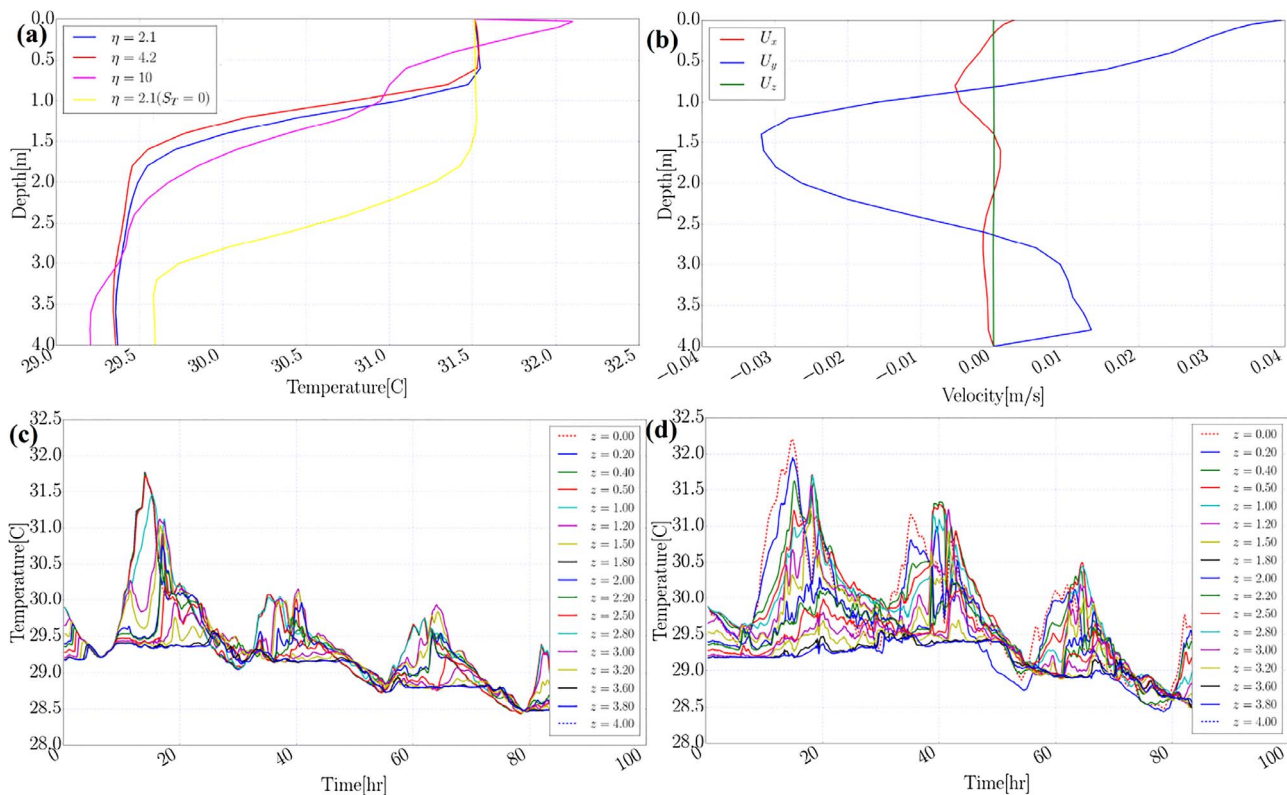 (a)
η = 2.1
η = 4.2
η = 10
η = 2.1(S_T = 0)
Depth[m]
0.0
0.5
1.0
1.5
2.0
2.5
3.0
3.5
4.0
29.0 29.5 30.0 30.5 31.0 31.5 32.0 32.5
Temperature[C]
(b)
U_x
U_y
U_z
Depth[m]
0.0
0.5
1.0
1.5
2.0
2.5
3.0
3.5
4.0
−0.04 −0.03 −0.02 −0.01 0.00 0.01 0.02 0.03 0.04
Velocity[m/s]
(c)
Temperature[C]
32.5
32.0
31.5
31.0
30.5
30.0
29.5
29.0
28.5
28.0
0 20 40 60 80 100
Time[hr]
z = 0.00
z = 0.20
z = 0.40
z = 0.50
z = 1.00
z = 1.20
z = 1.50
z = 1.80
z = 2.00
z = 2.20
z = 2.50
z = 2.80
z = 3.00
z = 3.20
z = 3.60
z = 3.80
z = 4.00
(d)
Temperature[C]
32.5
32.0
31.5
31.0
30.5
30.0
29.5
29.0
28.5
28.0
0 20 40 60 80 100
Time[hr]
z = 0.00
z = 0.20
z = 0.40
z = 0.50
z = 1.00
z = 1.20
z = 1.50
z = 1.80
z = 2.00
z = 2.20
z = 2.50
z = 2.80
z = 3.00
z = 3.20
z = 3.60
z = 3.80
z = 4.00